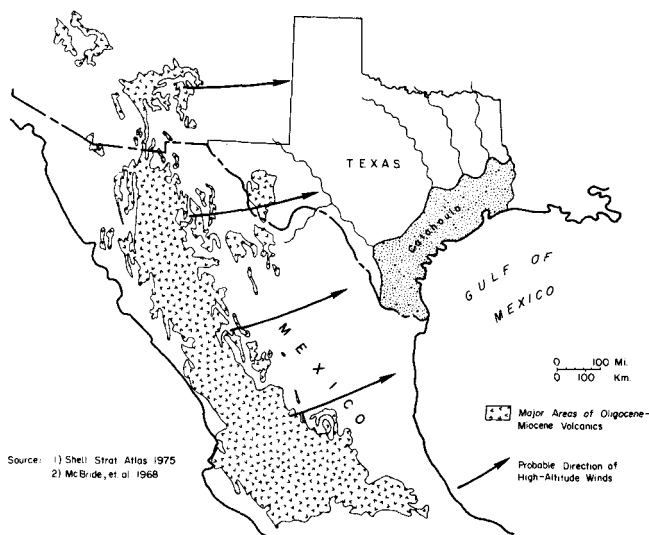 TEXAS
Catahoula
GULF OF
MEXICO
MEXICO
0 100 Mi.
0 100 Km.
Major Areas of Oligocene-
Miocene Volcanics
Probable Direction of
High-Altitude Winds
Source: 1) Shell Strat Atlas 1975
2) McBride, et. al 1968